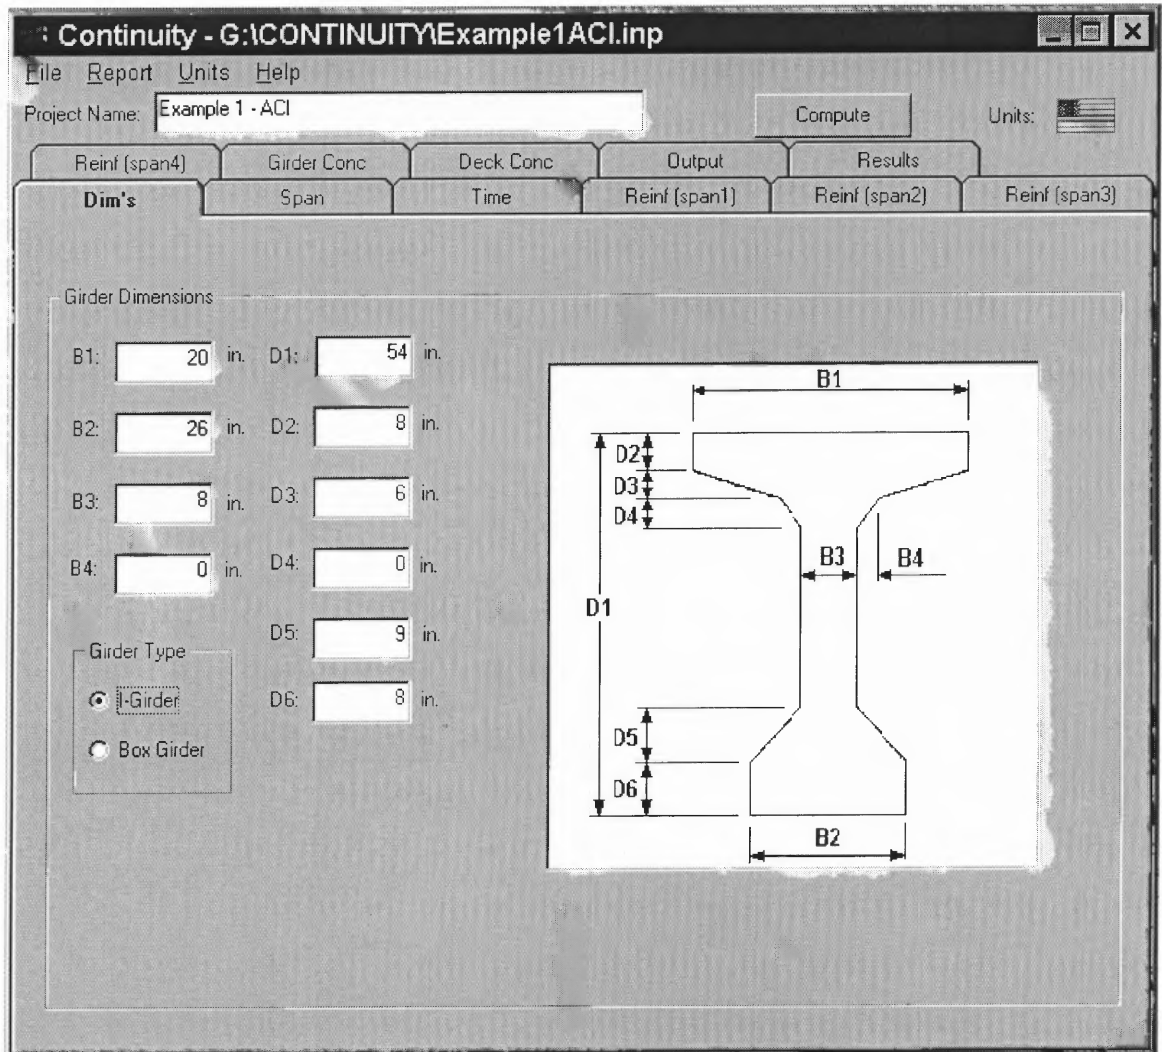 Continuity - G:\CONTINUITY\Example1ACI.inp
File Report Units Help
Project Name: Example 1 - ACI Compute Units:
Reinf (span4) Girder Conc Deck Conc Output Results
Dim's Span Time Reinf (span1) Reinf (span2) Reinf (span3)
Girder Dimensions
B1: 20 in. D1: 54 in.
B2: 26 in. D2: 8 in.
B3: 8 in. D3: 6 in.
B4: 0 in. D4: 0 in.
D5: 9 in.
D6: 8 in.
Girder Type
I-Girder
Box Girder
B1
D2
D3
D4
B3 B4
D1
D5
D6
B2